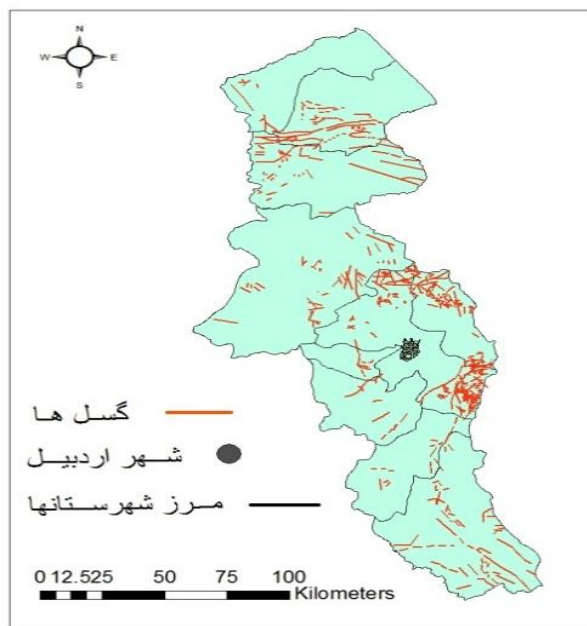 N
W E
S
گسل ها
شهر اردبیل
مرز شهرستانها
0 12.525 50 75 100
Kilometers